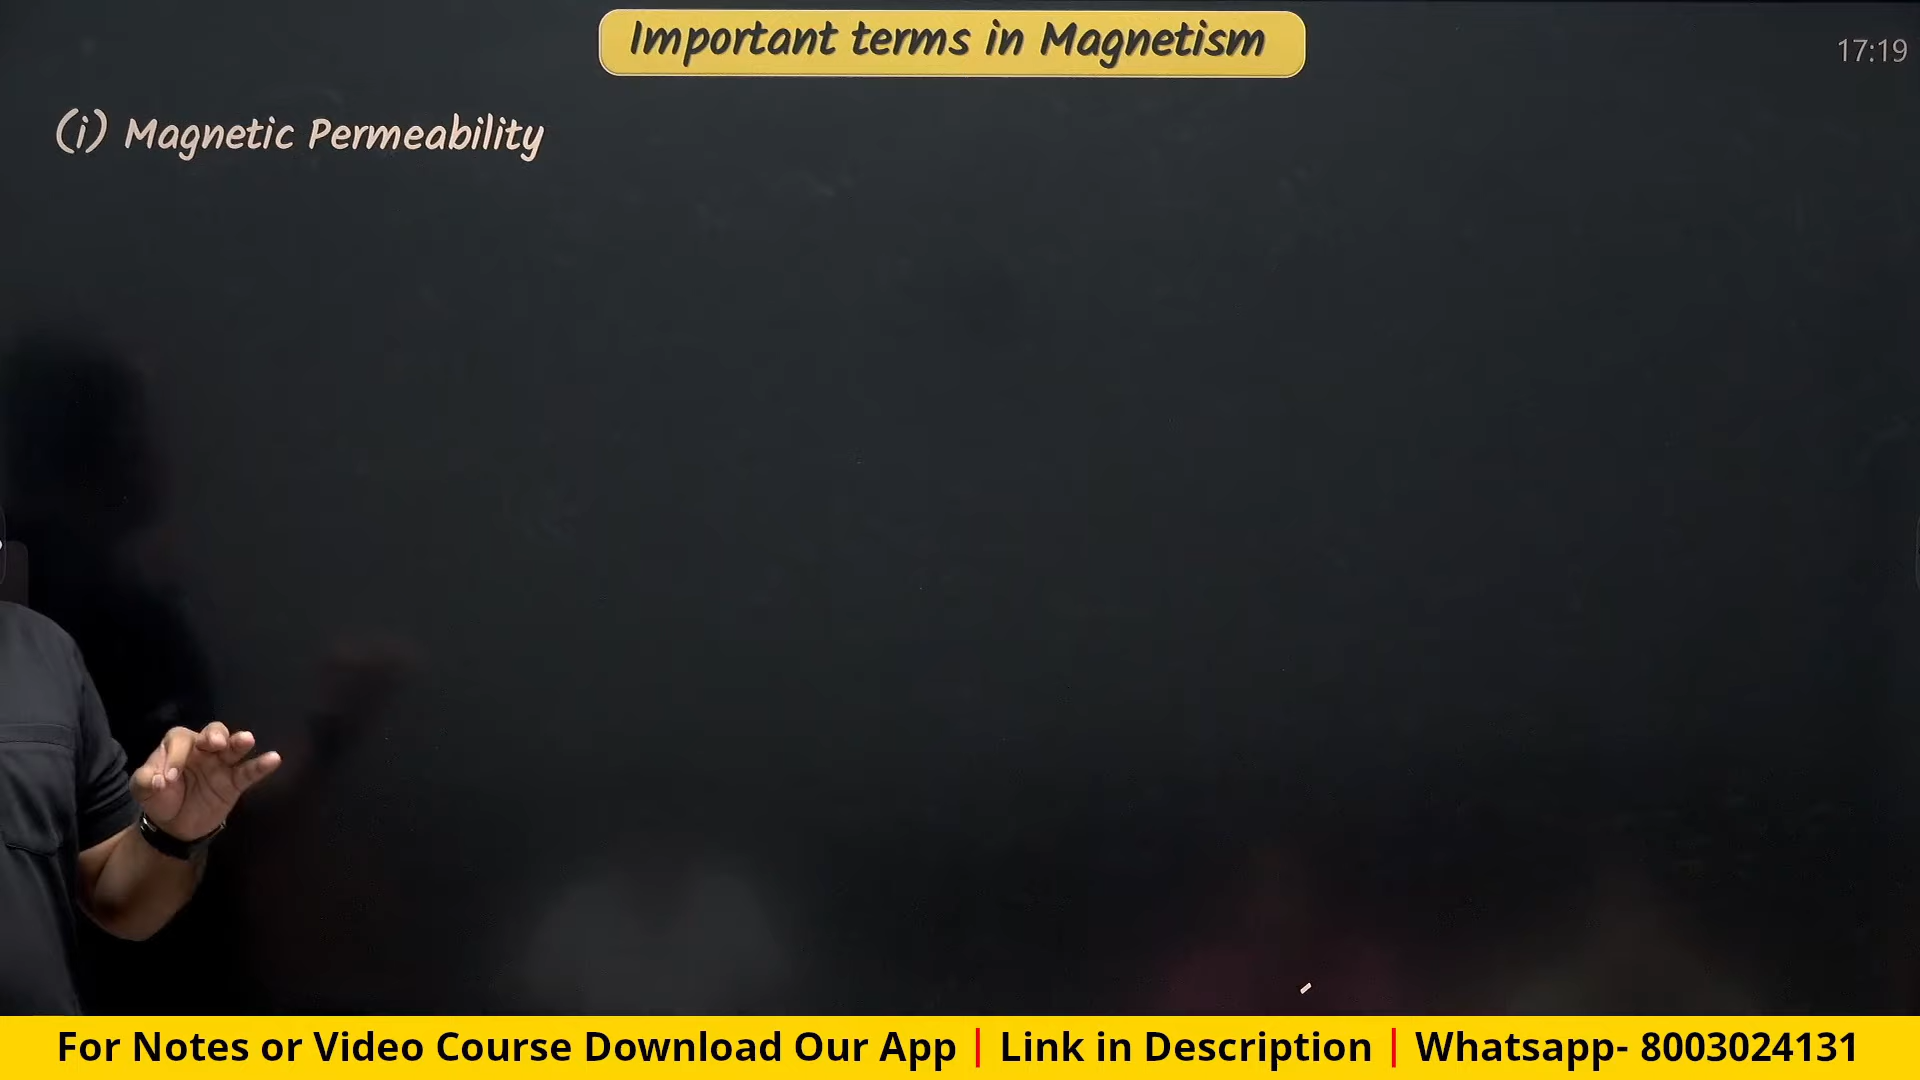 Important terms in Magnetism
17:19
(i) Magnetic Permeability
For Notes or Video Course Download Our App | Link in Description | Whatsapp- 8003024131